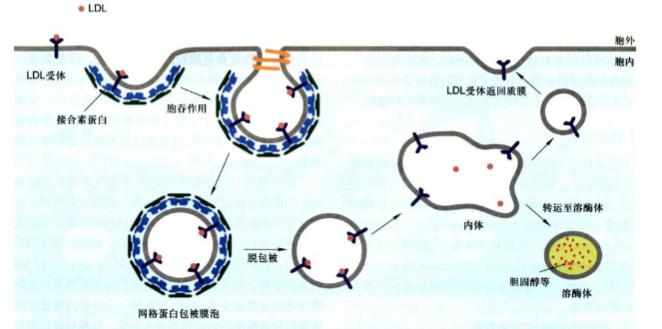 LDL
胞外
胞内
LDL受体
接合素蛋白
胞吞作用
LDL受体返回质膜
内体
转运至溶酶体
脱包被
胆固醇等
溶酶体
网格蛋白包被膜泡